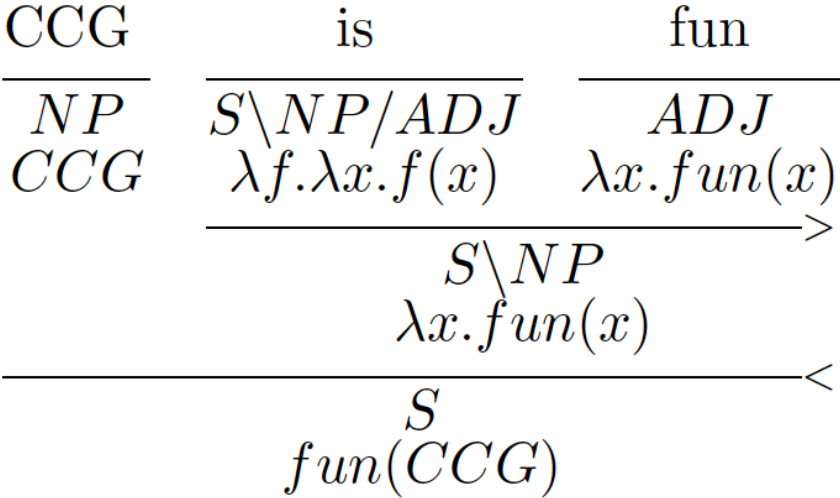 CCG is fun
NP S\NP/ADJ ADJ
CCG λf.λx.f(x) λx.fun(x)
>
S\NP
λx.fun(x)
<
S
fun(CCG)